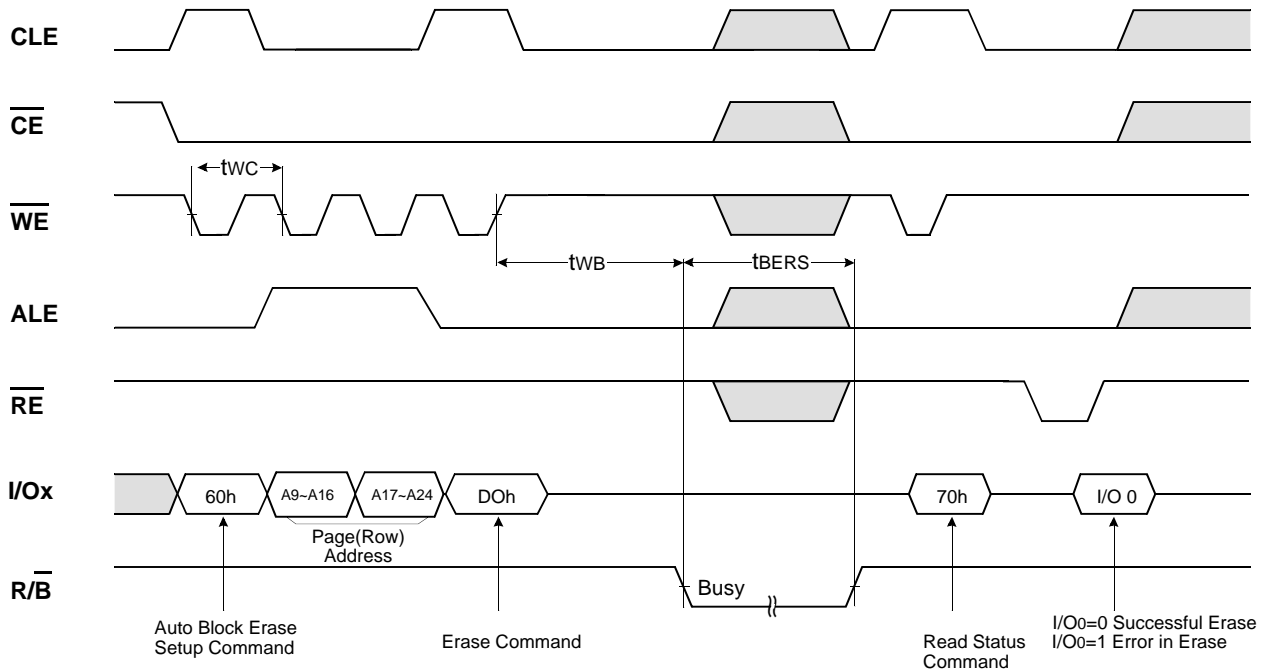 CLE
CE
tWC
WE
tWB
tBERS
ALE
RE
I/Ox
60h
A9~A16
A17~A24
DOh
70h
I/O 0
Page(Row)
Address
R/B
Busy
Auto Block Erase
Setup Command
Erase Command
Read Status
Command
I/O0=0 Successful Erase
I/O0=1 Error in Erase